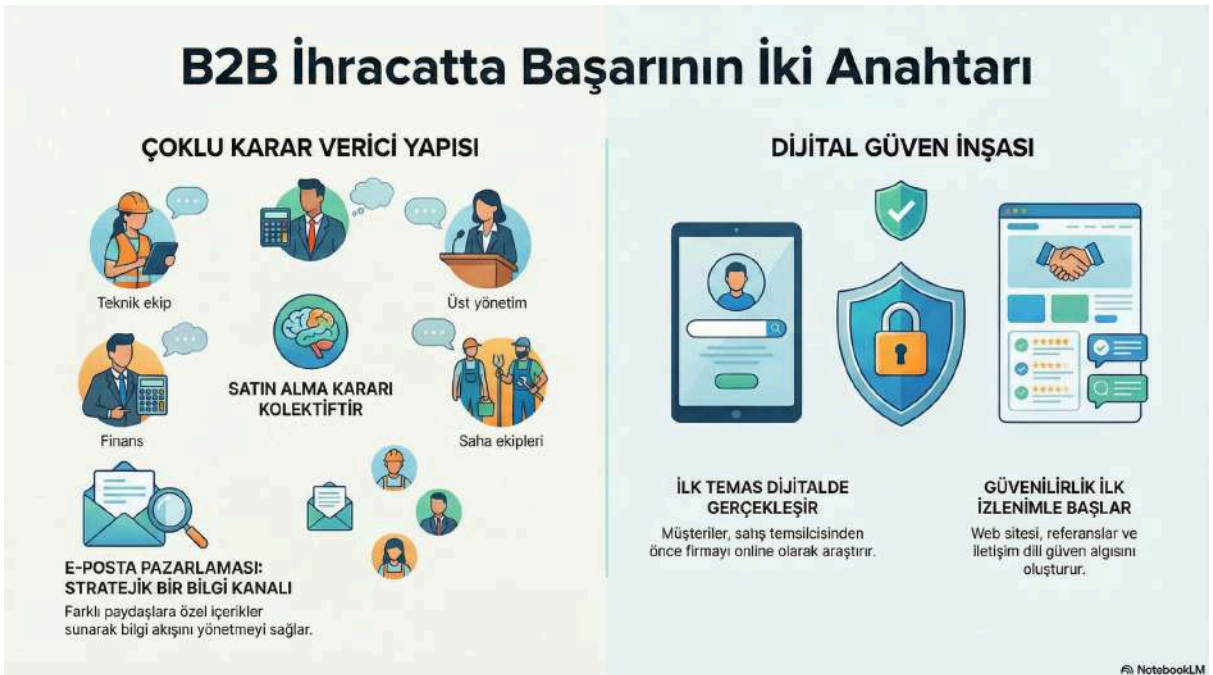 B2B İhracatta Başarının İki Anahtarı
ÇOKLU KARAR VERİCİ YAPISI
Teknik ekip
Üst yönetim
SATIN ALMA KARARI
KOLEKTİFTİR
Finans
Saha ekipleri
E-POSTA PAZARLAMASI:
STRATEJİK BİR BİLGİ KANALI
Farklı paydaşlara özel içerikler
sunarak bilgi akışını yönetmeyi sağlar.
DİJİTAL GÜVEN İNŞASI
İLK TEMAS DİJİTALDE
GERÇEKLEŞİR
Müşteriler, satış temsilcisinden
önce firmayı online olarak araştırır.
GÜVENİLİRLİK İLK
İZLENİMLE BAŞLAR
Web sitesi, referanslar ve
iletişim dili güven algısını
oluşturur.
NotebookLM